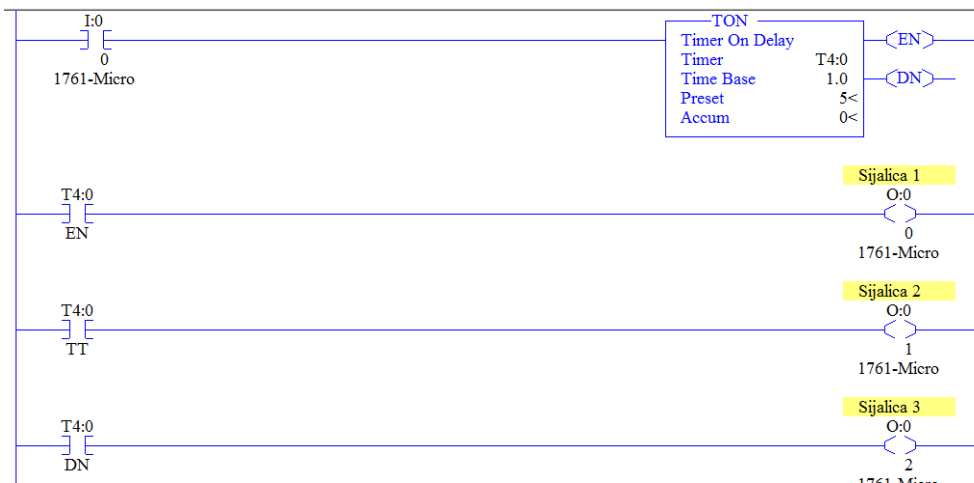 I:0
0
1761-Micro
TON
Timer On Delay
Timer T4:0
Time Base 1.0
Preset 5<
Accum 0<
EN
DN
T4:0
EN
Sijalica 1
O:0
0
1761-Micro
T4:0
TT
Sijalica 2
O:0
1
1761-Micro
T4:0
DN
Sijalica 3
O:0
2
1761-Micro